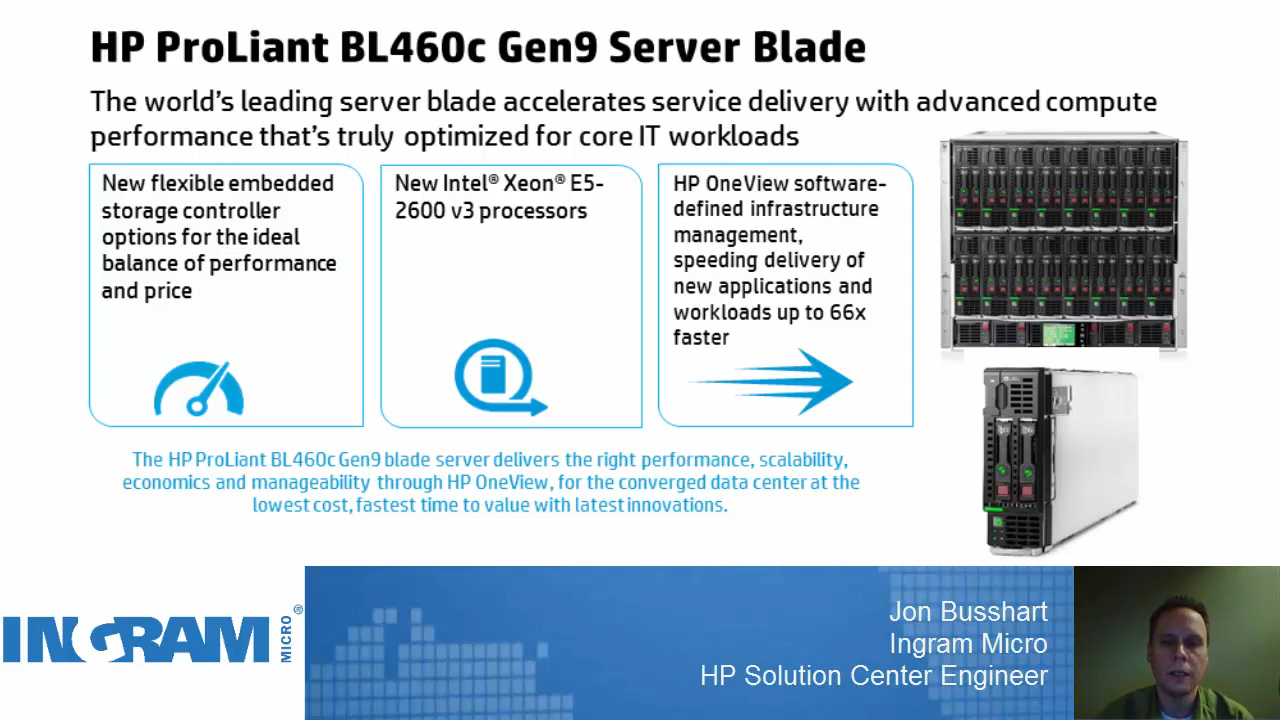 HP ProLiant BL460c Gen9 Server Blade
The world's leading server blade accelerates service delivery with advanced compute
performance that's truly optimized for core IT workloads
New flexible embedded
storage controller
options for the ideal
balance of performance
and price
New Intel® Xeon® E5-
2600 v3 processors
HP OneView software-
defined infrastructure
management,
speeding delivery of
new applications and
workloads up to 66x
faster
The HP ProLiant BL460c Gen9 blade server delivers the right performance, scalability,
economics and manageability through HP OneView, for the converged data center at the
lowest cost, fastest time to value with latest innovations.
INGRAM MICRO®
Jon Busshart
Ingram Micro
HP Solution Center Engineer